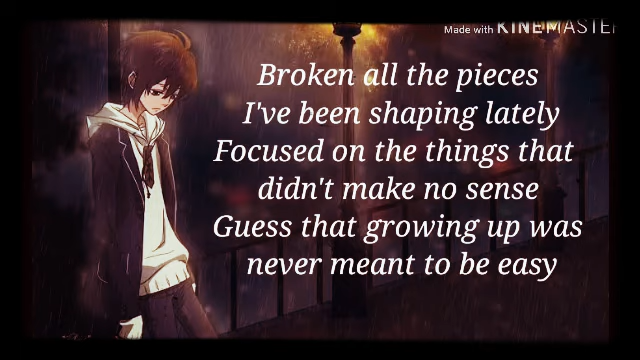 Made with KINEMASTER
Broken all the pieces
I've been shaping lately
Focused on the things that
didn't make no sense
Guess that growing up was
never meant to be easy